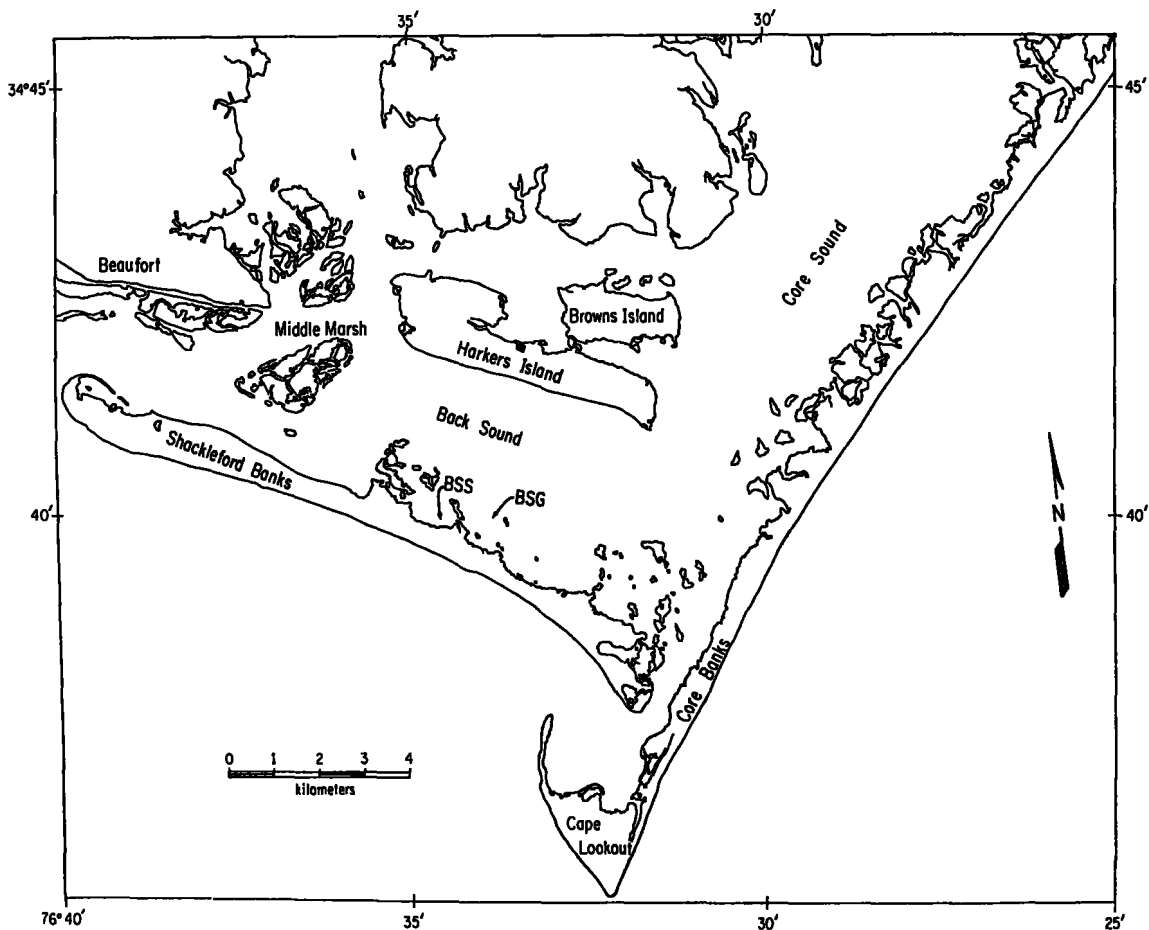 35′
30′
34°45′
45′
Core Sound
Beaufort
Browns Island
Middle Marsh
Harkers Island
Back Sound
Shackleford Banks
BSS
BSG
40′
40′
N
Core Banks
0 1 2 3 4
kilometers
Cape
Lookout
76°40′
35′
30′
25′